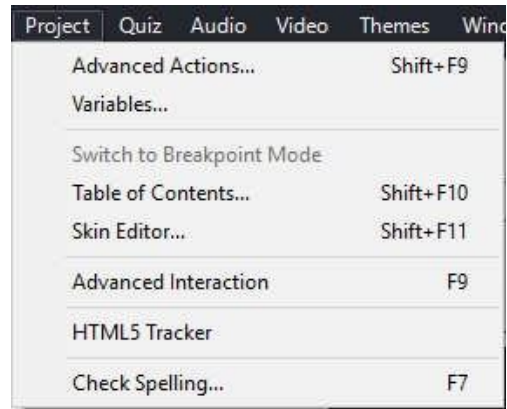 Project Quiz Audio Video Themes
Advanced Actions... Shift+F9
Variables...
Switch to Breakpoint Mode
Table of Contents... Shift+F10
Skin Editor... Shift+F11
Advanced Interaction F9
HTML5 Tracker
Check Spelling... F7